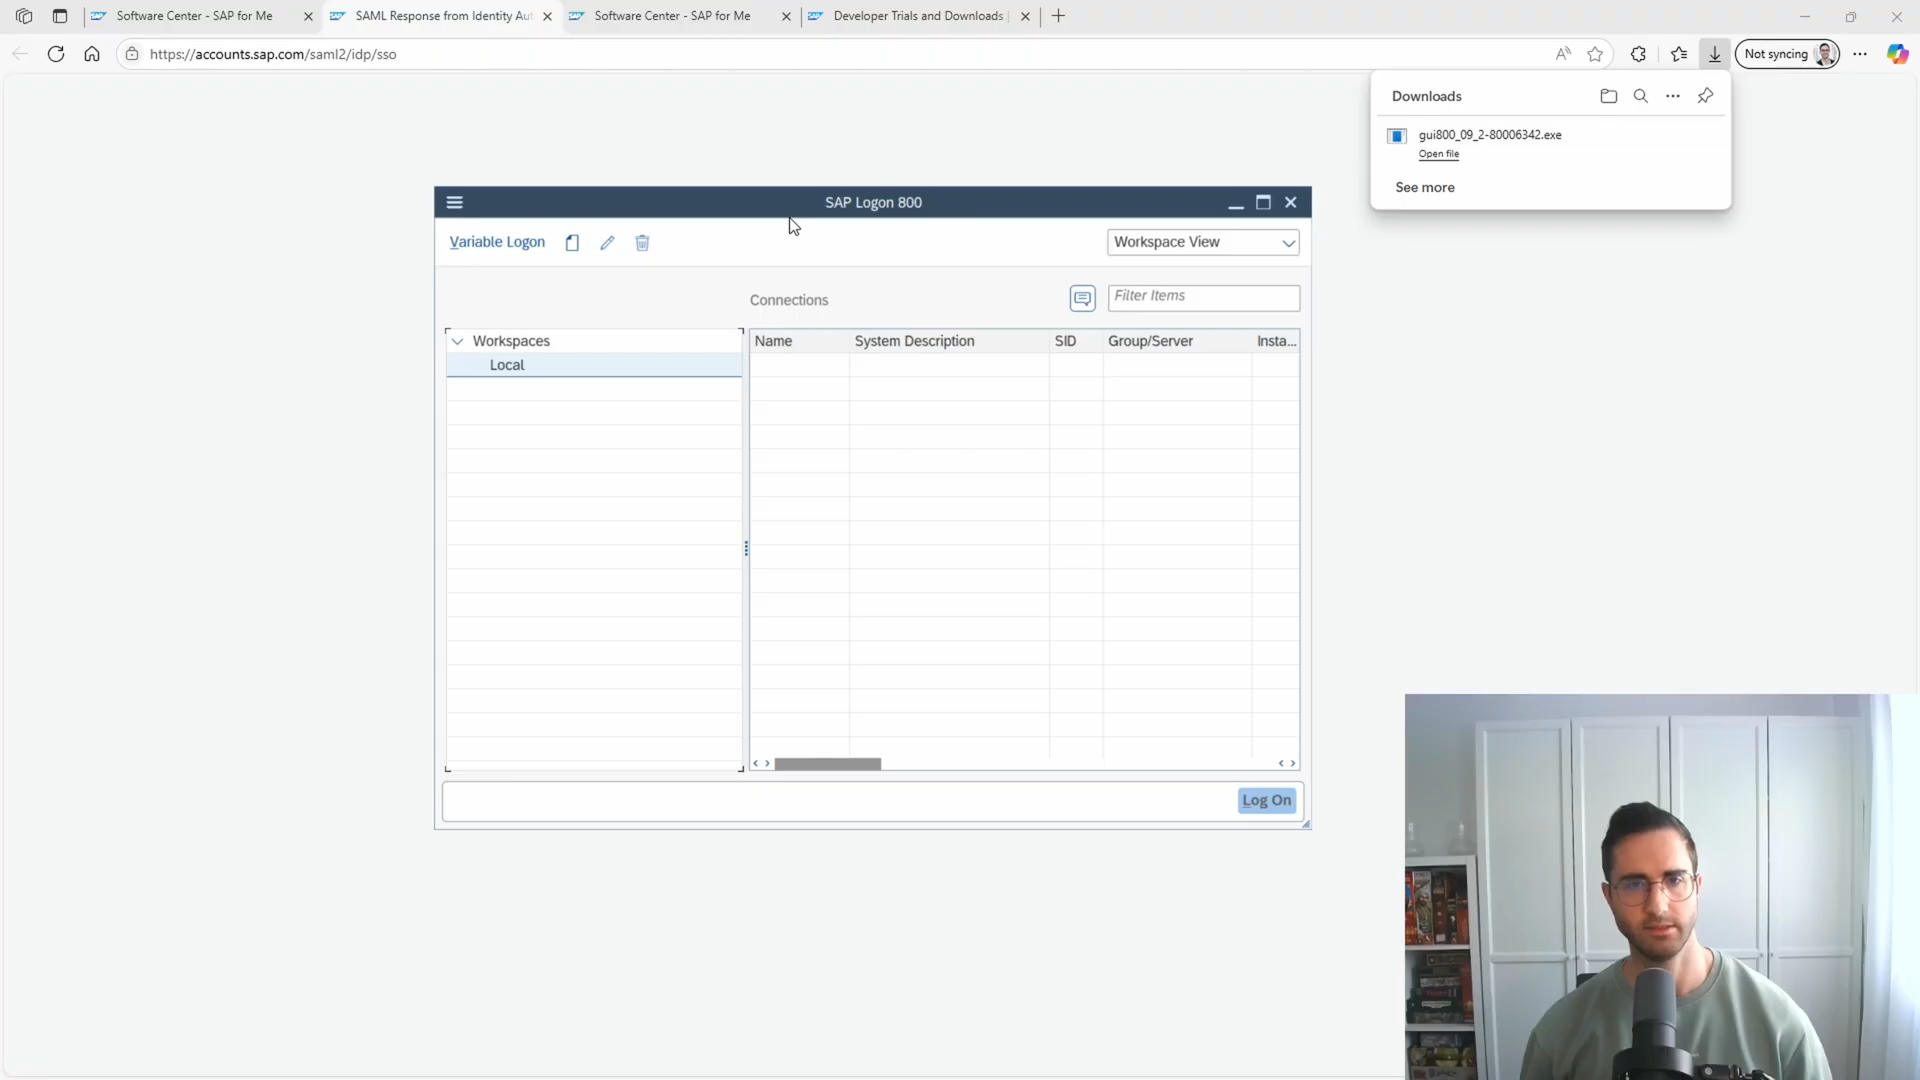 Software Center - SAP for Me
SAML Response from Identity Aut
Software Center - SAP for Me
Developer Trials and Downloads |
https://accounts.sap.com/saml2/idp/sso
Not syncing
Downloads
gui800_09_2-80006342.exe
Open file
See more
SAP Logon 800
Variable Logon
Workspace View
Connections
Filter Items
Workspaces
Local
Name
System Description
SID
Group/Server
Insta...
Log On